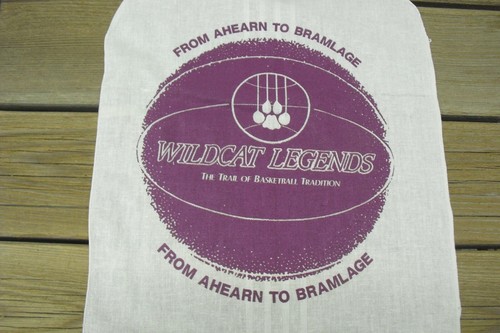 FROM AHEARN TO BRAMLAGE
WILDCAT LEGENDS
THE TRAIL OF BASKETBALL TRADITION
FROM AHEARN TO BRAMLAGE